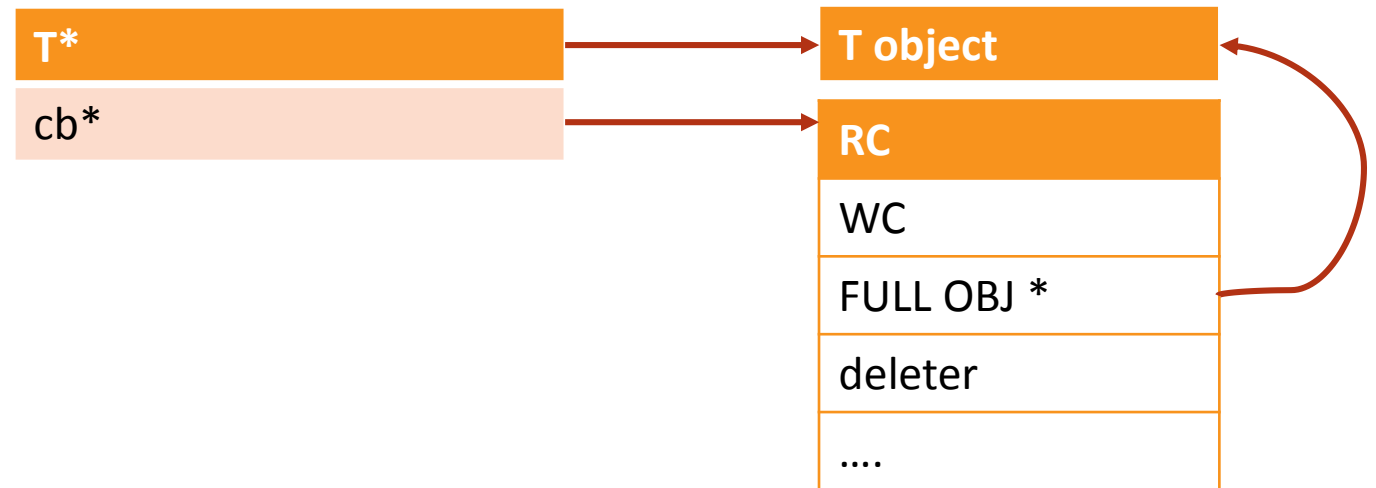 T*
cb*
T object
RC
WC
FULL OBJ *
deleter
….